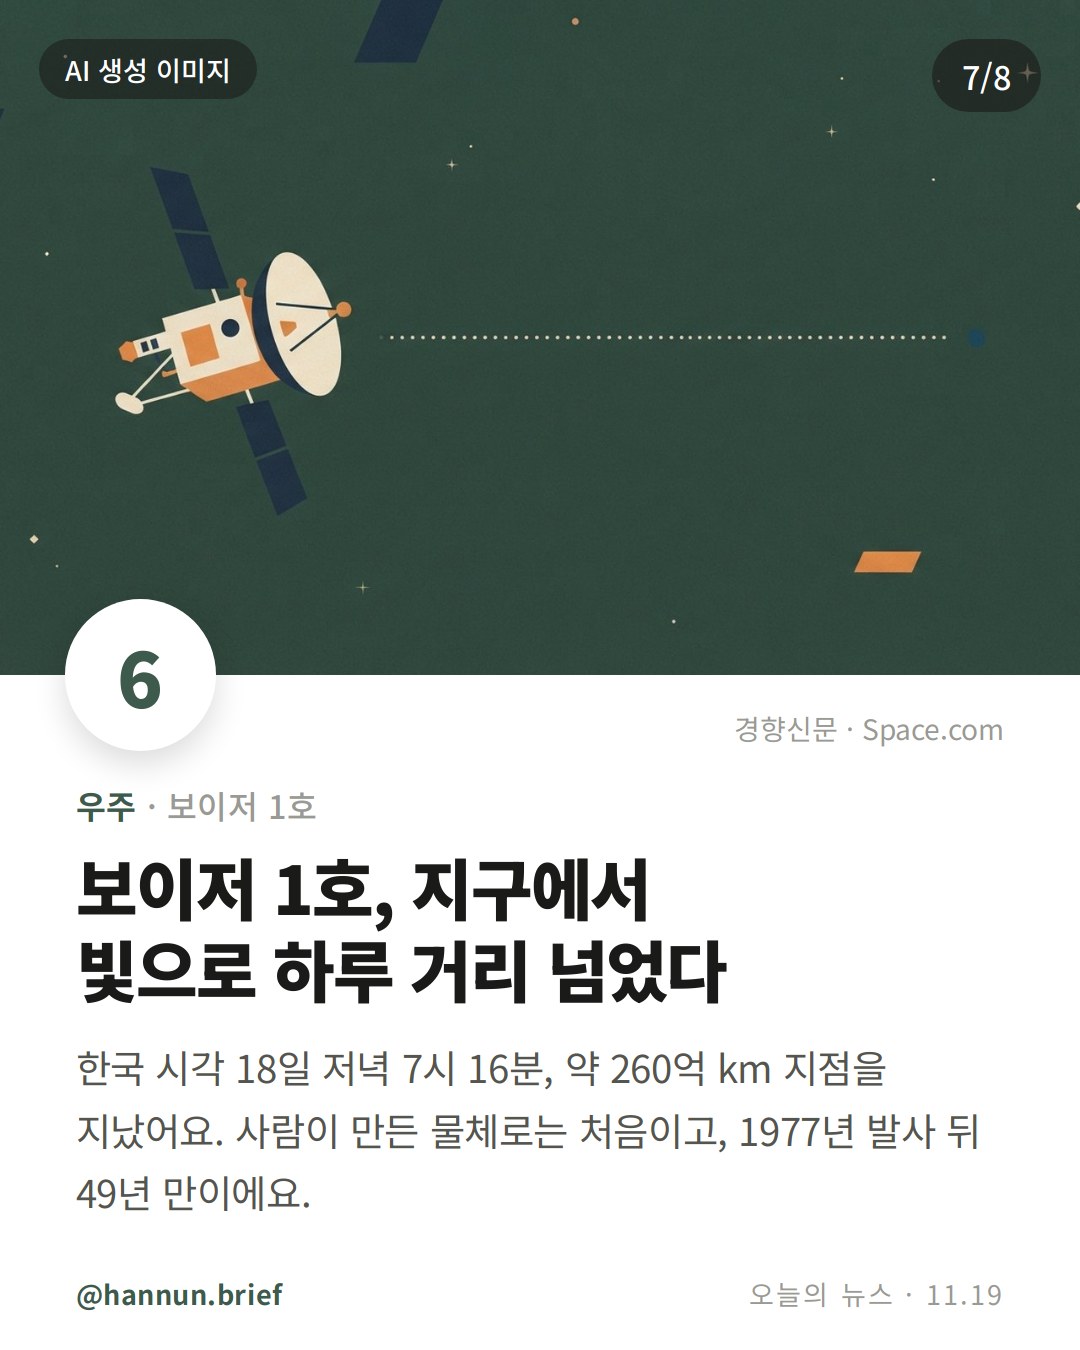 AI 생성 이미지
7/8
6
경향신문 · Space.com
우주 · 보이저 1호
보이저 1호, 지구에서
빛으로 하루 거리 넘었다
한국 시각 18일 저녁 7시 16분, 약 260억 km 지점을
지났어요. 사람이 만든 물체로는 처음이고, 1977년 발사 뒤
49년 만이에요.
@hannun.brief
오늘의 뉴스 · 11.19